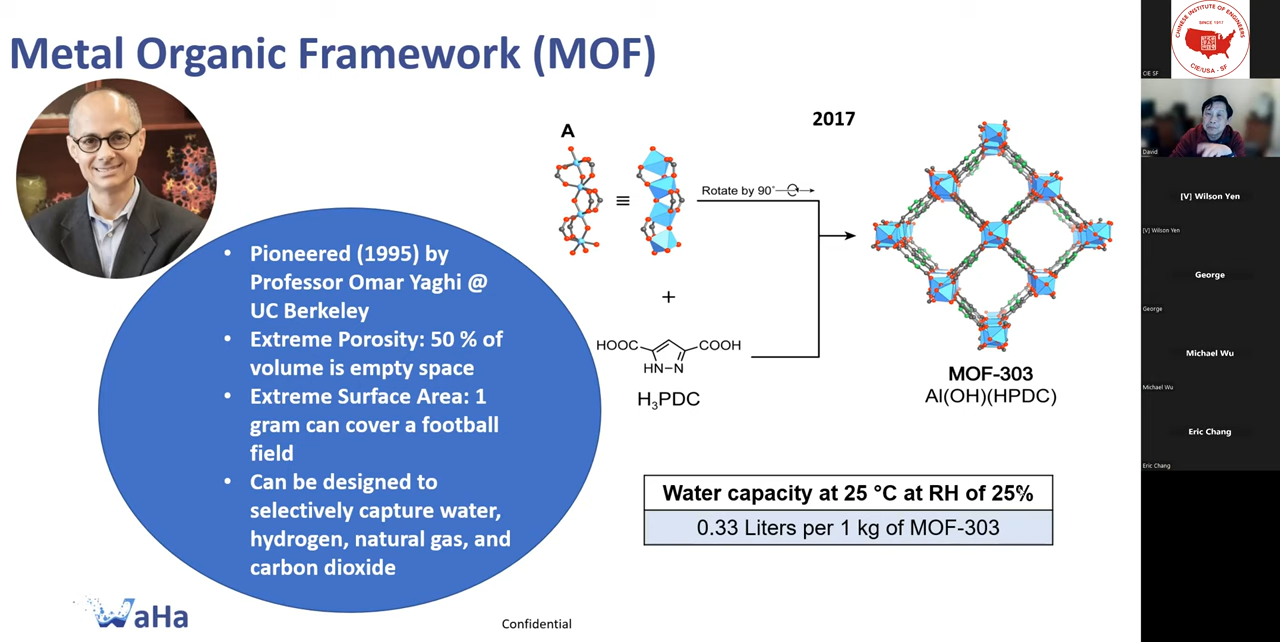 Metal Organic Framework (MOF)
• Pioneered (1995) by
Professor Omar Yaghi @
UC Berkeley
• Extreme Porosity: 50 % of
volume is empty space
• Extreme Surface Area: 1
gram can cover a football
field
• Can be designed to
selectively capture water,
hydrogen, natural gas, and
carbon dioxide
A
≡
Rotate by 90°
2017
+
HOOC
COOH
HN–N
H₃PDC
MOF-303
Al(OH)(HPDC)
Water capacity at 25 °C at RH of 25%
0.33 Liters per 1 kg of MOF-303
WaHa
Confidential
CHINESE INSTITUTE OF ENGINEERS
SINCE 1917
CIE/USA - SF
CIE SF
David
[V] Wilson Yen
[V] Wilson Yen
George
George
Michael Wu
Michael Wu
Eric Chang
Eric Chang